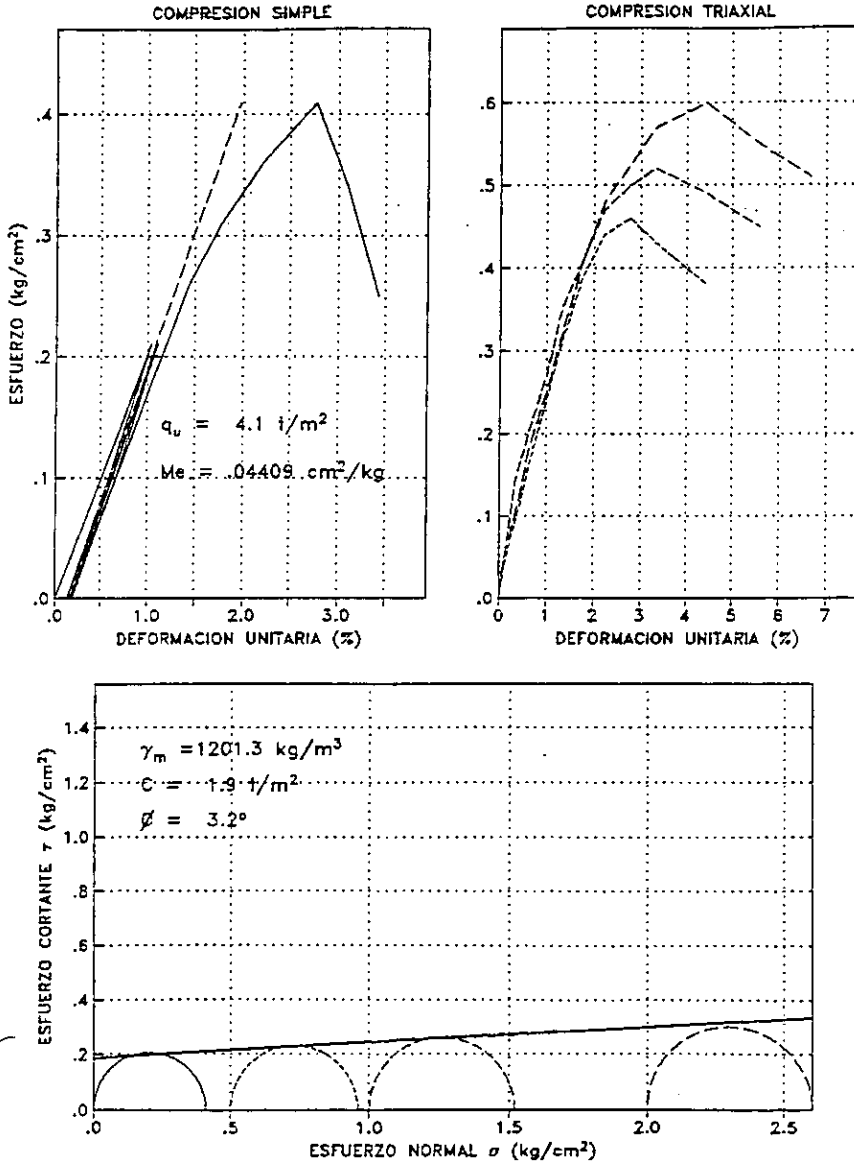 COMPRESION SIMPLE
.4
.3
.2
.1
.0
ESFUERZO (kg/cm²)
qᵤ = 4.1 t/m²
Me = .04409 cm²/kg
.0 1.0 2.0 3.0
DEFORMACION UNITARIA (%)
COMPRESION TRIAXIAL
.6
.5
.4
.3
.2
.1
.0
0 1 2 3 4 5 6 7
DEFORMACION UNITARIA (%)
1.4
1.2
1.0
.8
.6
.4
.2
.0
ESFUERZO CORTANTE τ (kg/cm²)
γₘ =1201.3 kg/m³
C = 1.9 t/m²
Ø = 3.2°
.0 .5 1.0 1.5 2.0 2.5
ESFUERZO NORMAL σ (kg/cm²)